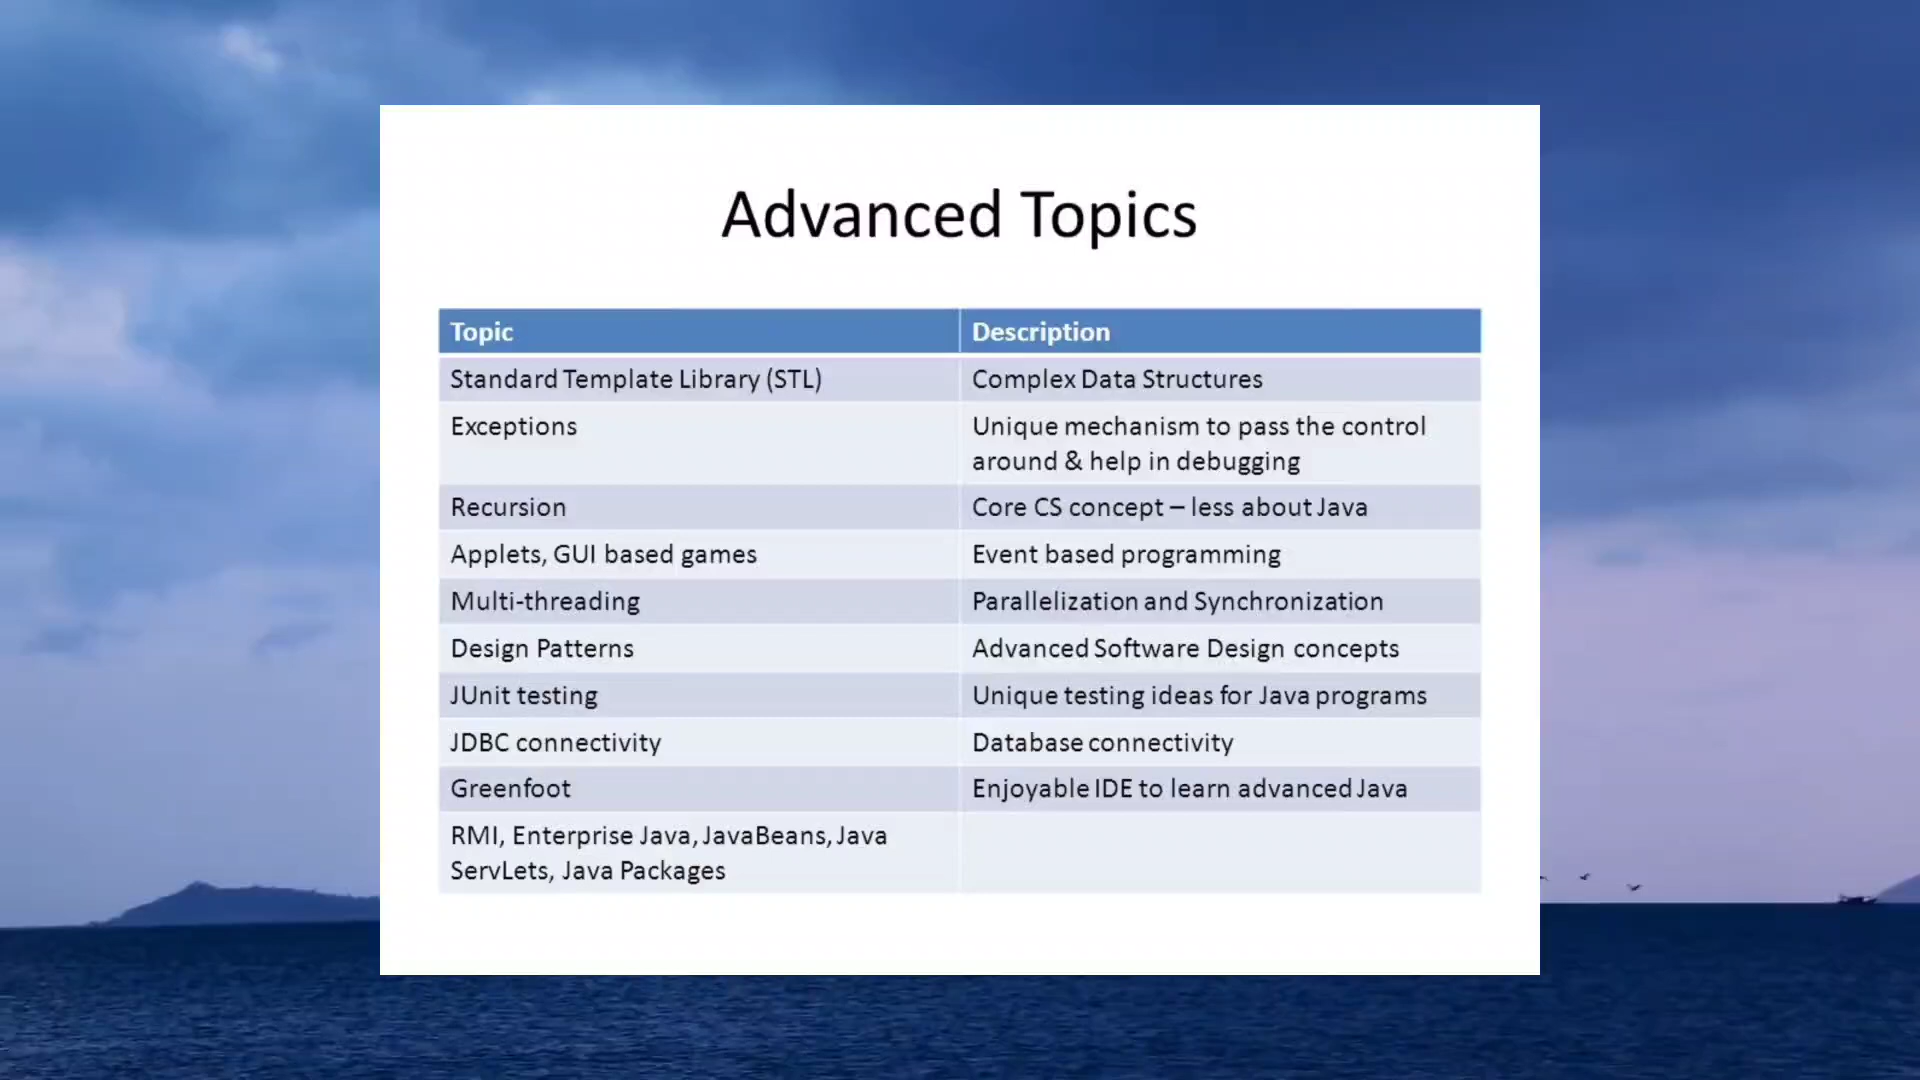 Advanced Topics
Topic Description
Standard Template Library (STL) Complex Data Structures
Exceptions Unique mechanism to pass the control
around & help in debugging
Recursion Core CS concept – less about Java
Applets, GUI based games Event based programming
Multi-threading Parallelization and Synchronization
Design Patterns Advanced Software Design concepts
JUnit testing Unique testing ideas for Java programs
JDBC connectivity Database connectivity
Greenfoot Enjoyable IDE to learn advanced Java
RMI, Enterprise Java, JavaBeans, Java
ServLets, Java Packages